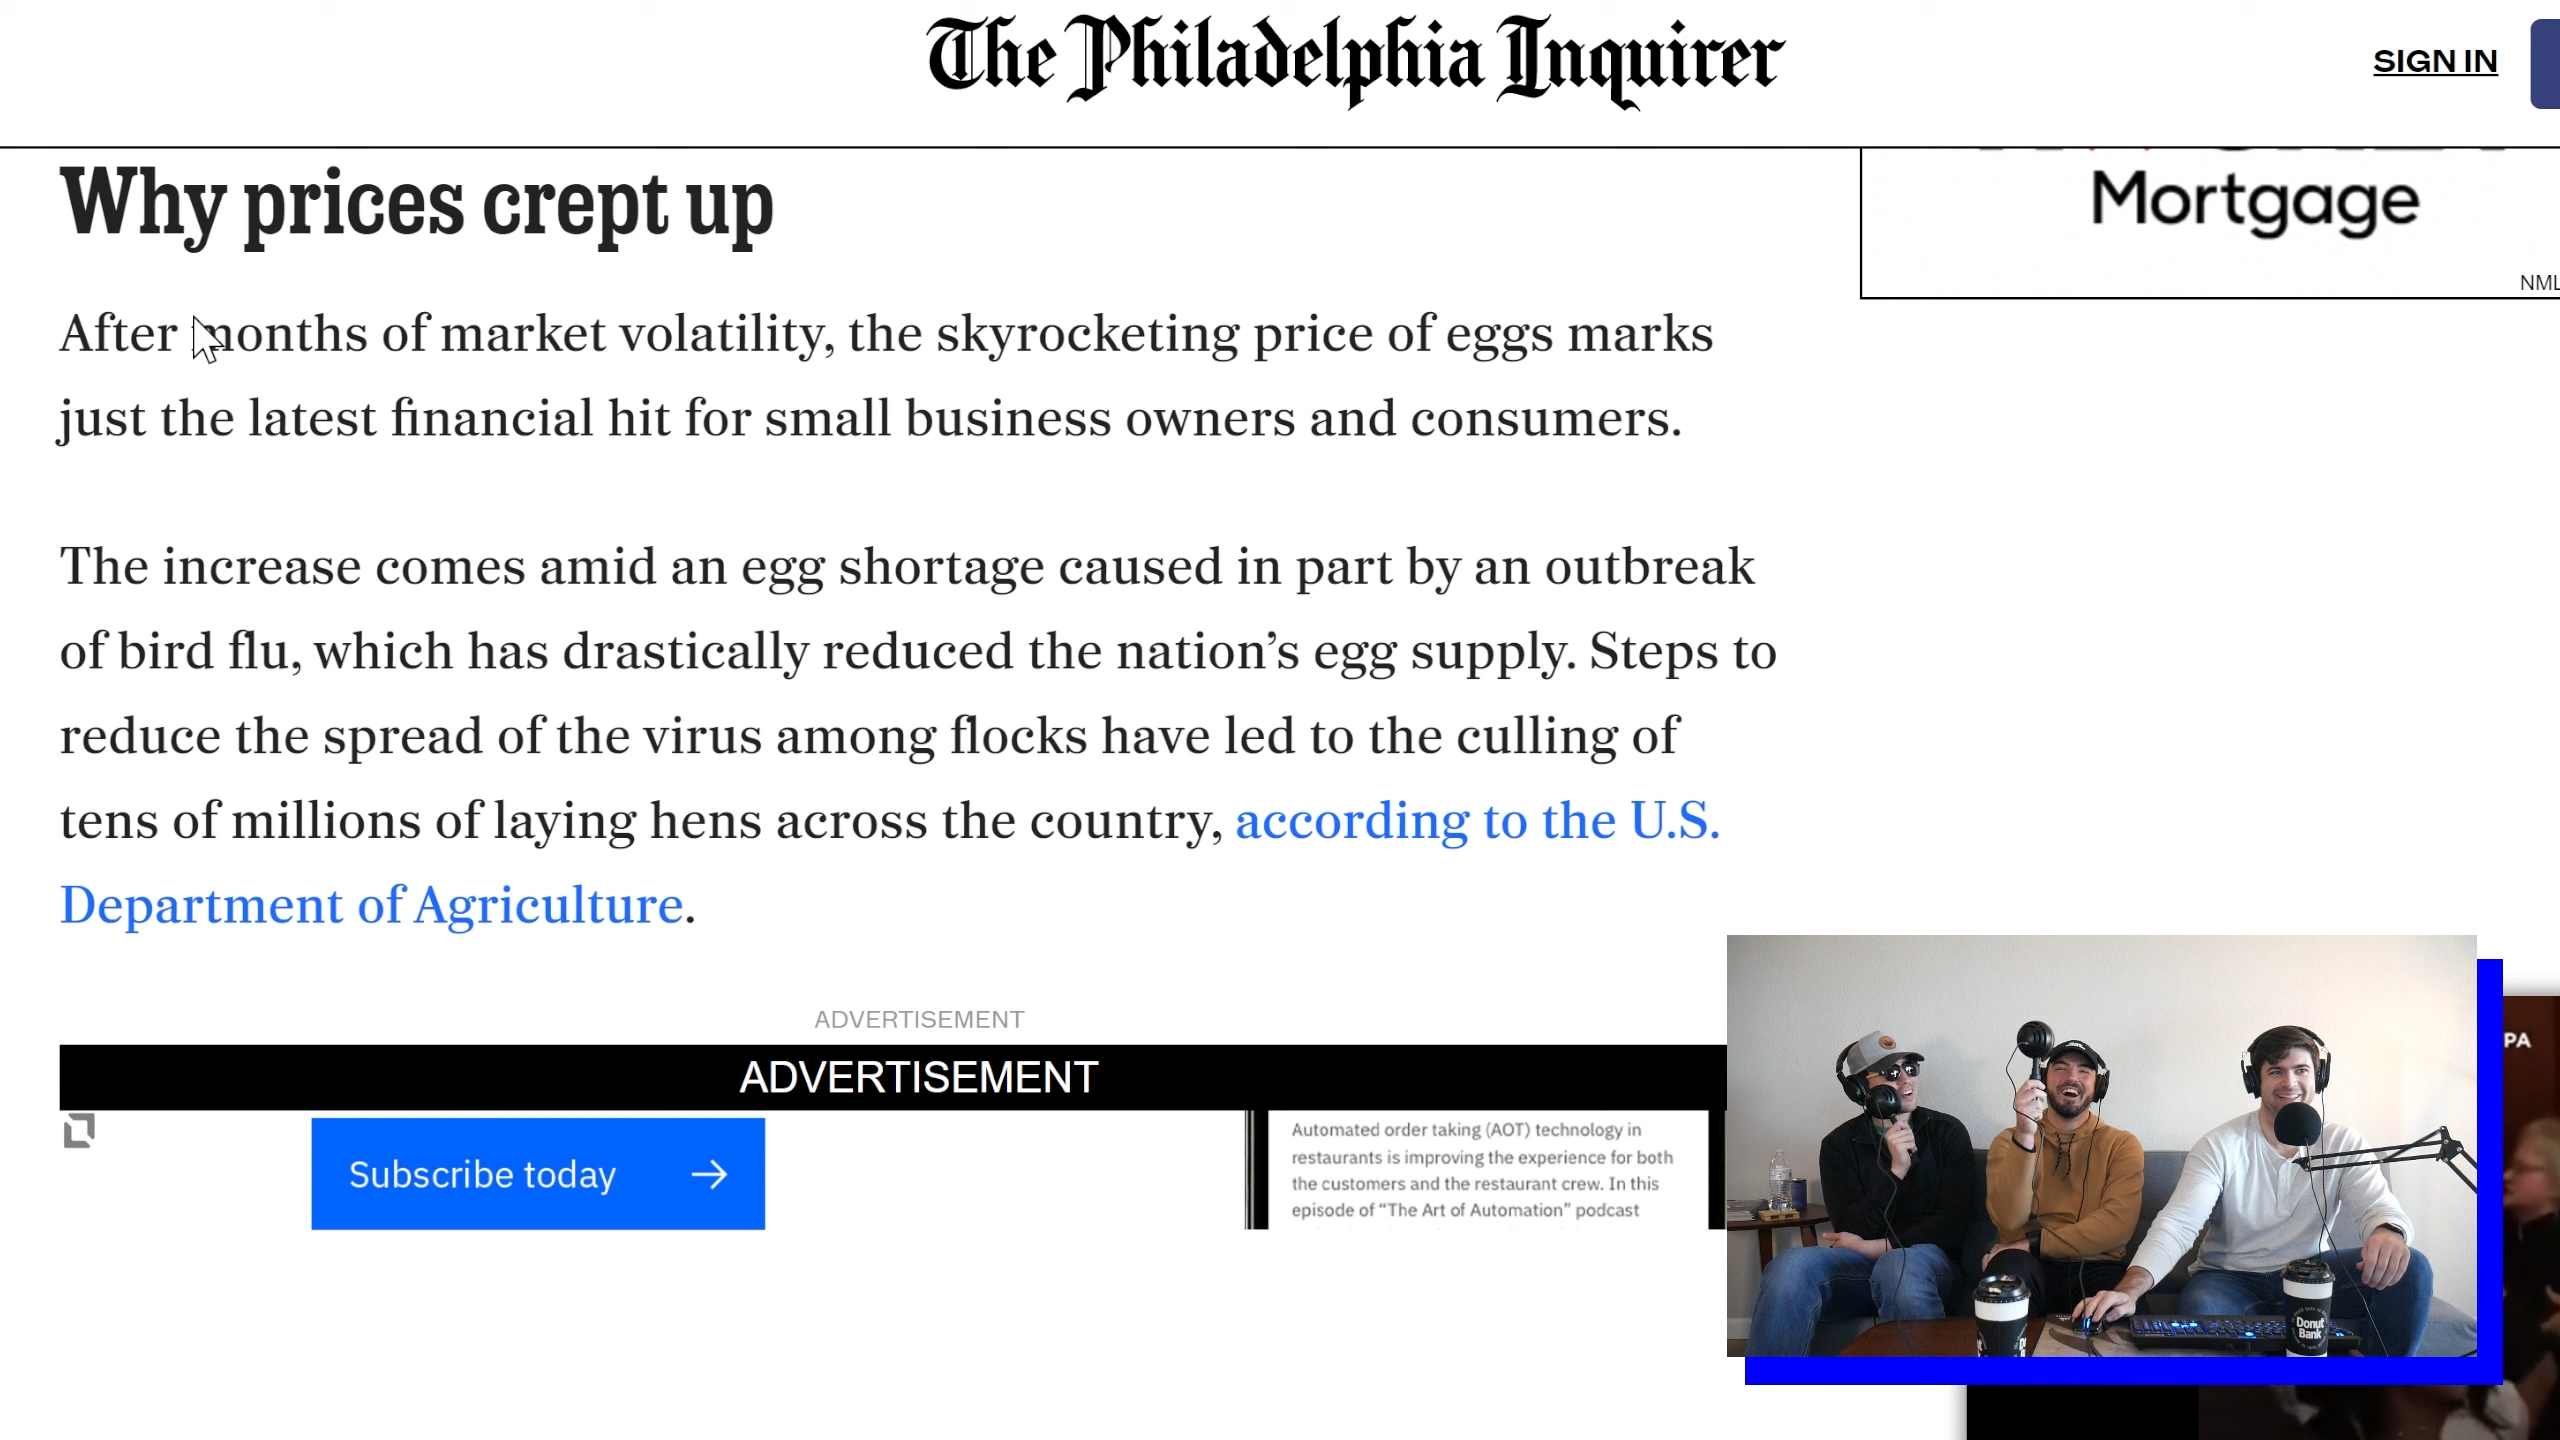 The Philadelphia Inquirer
SIGN IN
Mortgage
NML
Why prices crept up
After months of market volatility, the skyrocketing price of eggs marks
just the latest financial hit for small business owners and consumers.
The increase comes amid an egg shortage caused in part by an outbreak
of bird flu, which has drastically reduced the nation’s egg supply. Steps to
reduce the spread of the virus among flocks have led to the culling of
tens of millions of laying hens across the country, according to the U.S.
Department of Agriculture.
ADVERTISEMENT
ADVERTISEMENT
Subscribe today
Automated order taking (AOT) technology in
restaurants is improving the experience for both
the customers and the restaurant crew. In this
episode of “The Art of Automation” podcast
PA
Donut
Bank